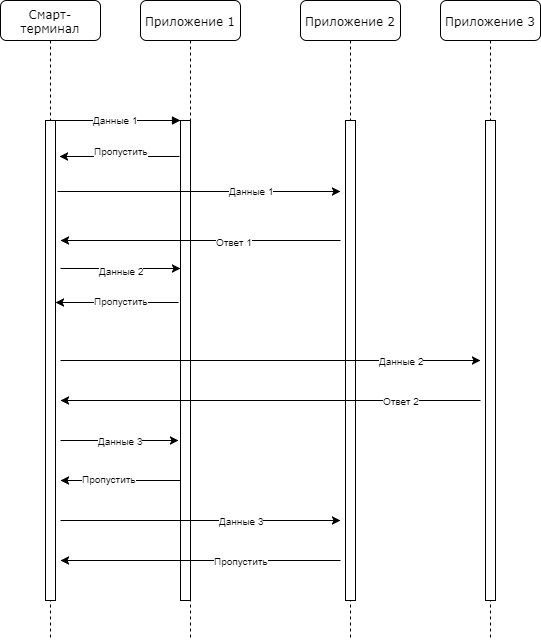 Смарт-
терминал
Приложение 1
Приложение 2
Приложение 3
Данные 1
Пропустить
Данные 1
Ответ 1
Данные 2
Пропустить
Данные 2
Ответ 2
Данные 3
Пропустить
Данные 3
Пропустить